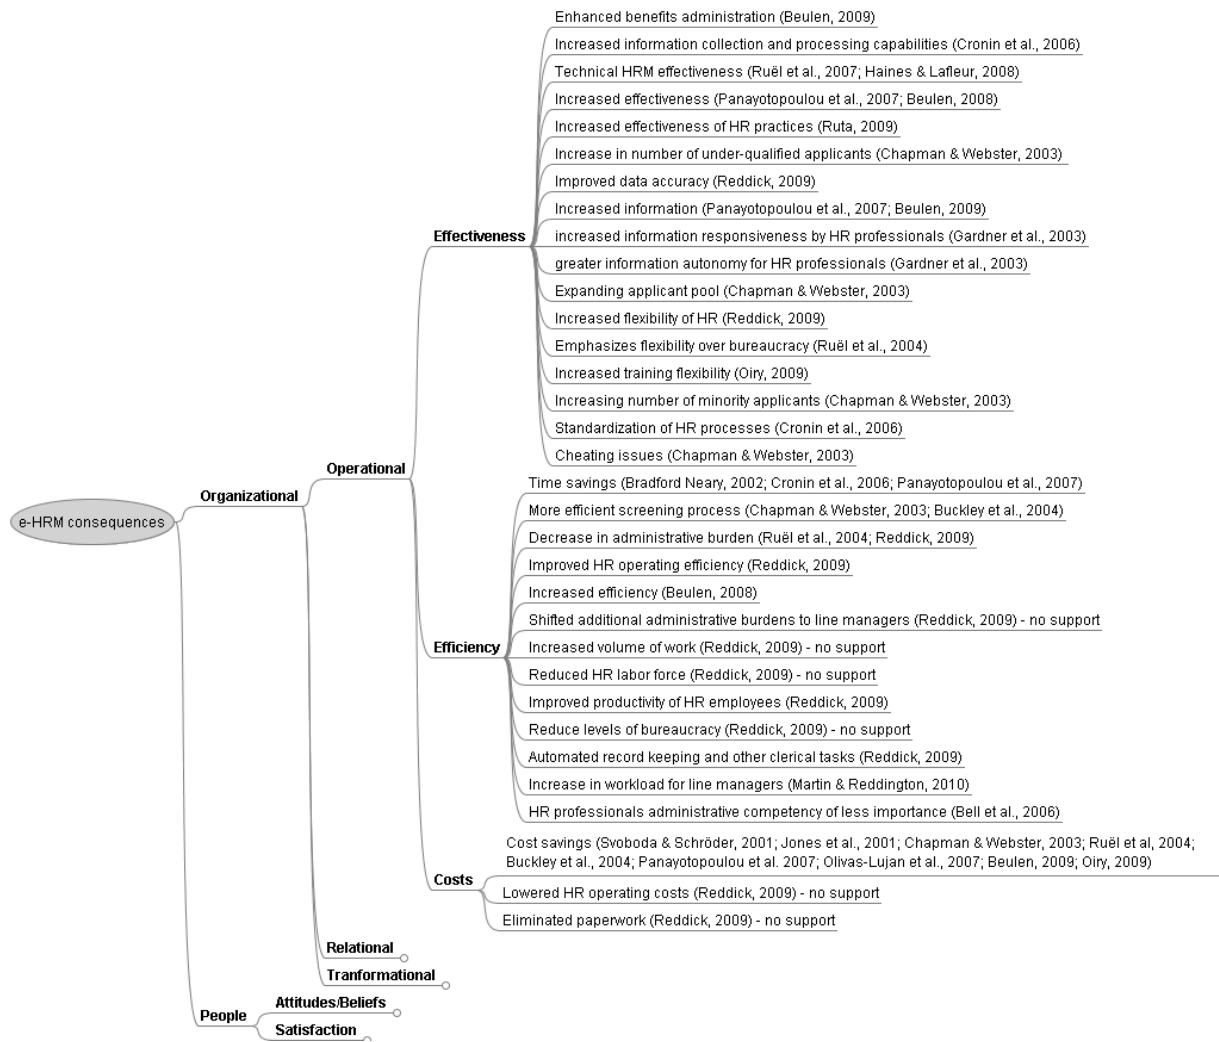 Enhanced benefits administration (Beulen, 2009)
Increased information collection and processing capabilities (Cronin et al., 2006)
Technical HRM effectiveness (Ruël et al., 2007; Haines & Lafleur, 2008)
Increased effectiveness (Panayotopoulou et al., 2007; Beulen, 2008)
Increased effectiveness of HR practices (Ruta, 2009)
Increase in number of under-qualified applicants (Chapman & Webster, 2003)
Improved data accuracy (Reddick, 2009)
Increased information (Panayotopoulou et al., 2007; Beulen, 2009)
Effectiveness
increased information responsiveness by HR professionals (Gardner et al., 2003)
greater information autonomy for HR professionals (Gardner et al., 2003)
Expanding applicant pool (Chapman & Webster, 2003)
Increased flexibility of HR (Reddick, 2009)
Emphasizes flexibility over bureaucracy (Ruël et al., 2004)
Increased training flexibility (Oiry, 2009)
Increasing number of minority applicants (Chapman & Webster, 2003)
Standardization of HR processes (Cronin et al., 2006)
Cheating issues (Chapman & Webster, 2003)
Operational
Time savings (Bradford Neary, 2002; Cronin et al., 2006; Panayotopoulou et al., 2007)
Organizational
More efficient screening process (Chapman & Webster, 2003; Buckley et al., 2004)
e-HRM consequences
Decrease in administrative burden (Ruël et al., 2004; Reddick, 2009)
Improved HR operating efficiency (Reddick, 2009)
Increased efficiency (Beulen, 2008)
Shifted additional administrative burdens to line managers (Reddick, 2009) - no support
Efficiency
Increased volume of work (Reddick, 2009) - no support
Reduced HR labor force (Reddick, 2009) - no support
Improved productivity of HR employees (Reddick, 2009)
Reduce levels of bureaucracy (Reddick, 2009) - no support
Automated record keeping and other clerical tasks (Reddick, 2009)
Increase in workload for line managers (Martin & Reddington, 2010)
HR professionals administrative competency of less importance (Bell et al., 2006)
Cost savings (Svoboda & Schröder, 2001; Jones et al., 2001; Chapman & Webster, 2003; Ruël et al, 2004;
Buckley et al., 2004; Panayotopoulou et al. 2007; Olivas-Lujan et al., 2007; Beulen, 2009; Oiry, 2009)
Costs
Lowered HR operating costs (Reddick, 2009) - no support
Eliminated paperwork (Reddick, 2009) - no support
Relational
Tranformational
Attitudes/Beliefs
People
Satisfaction